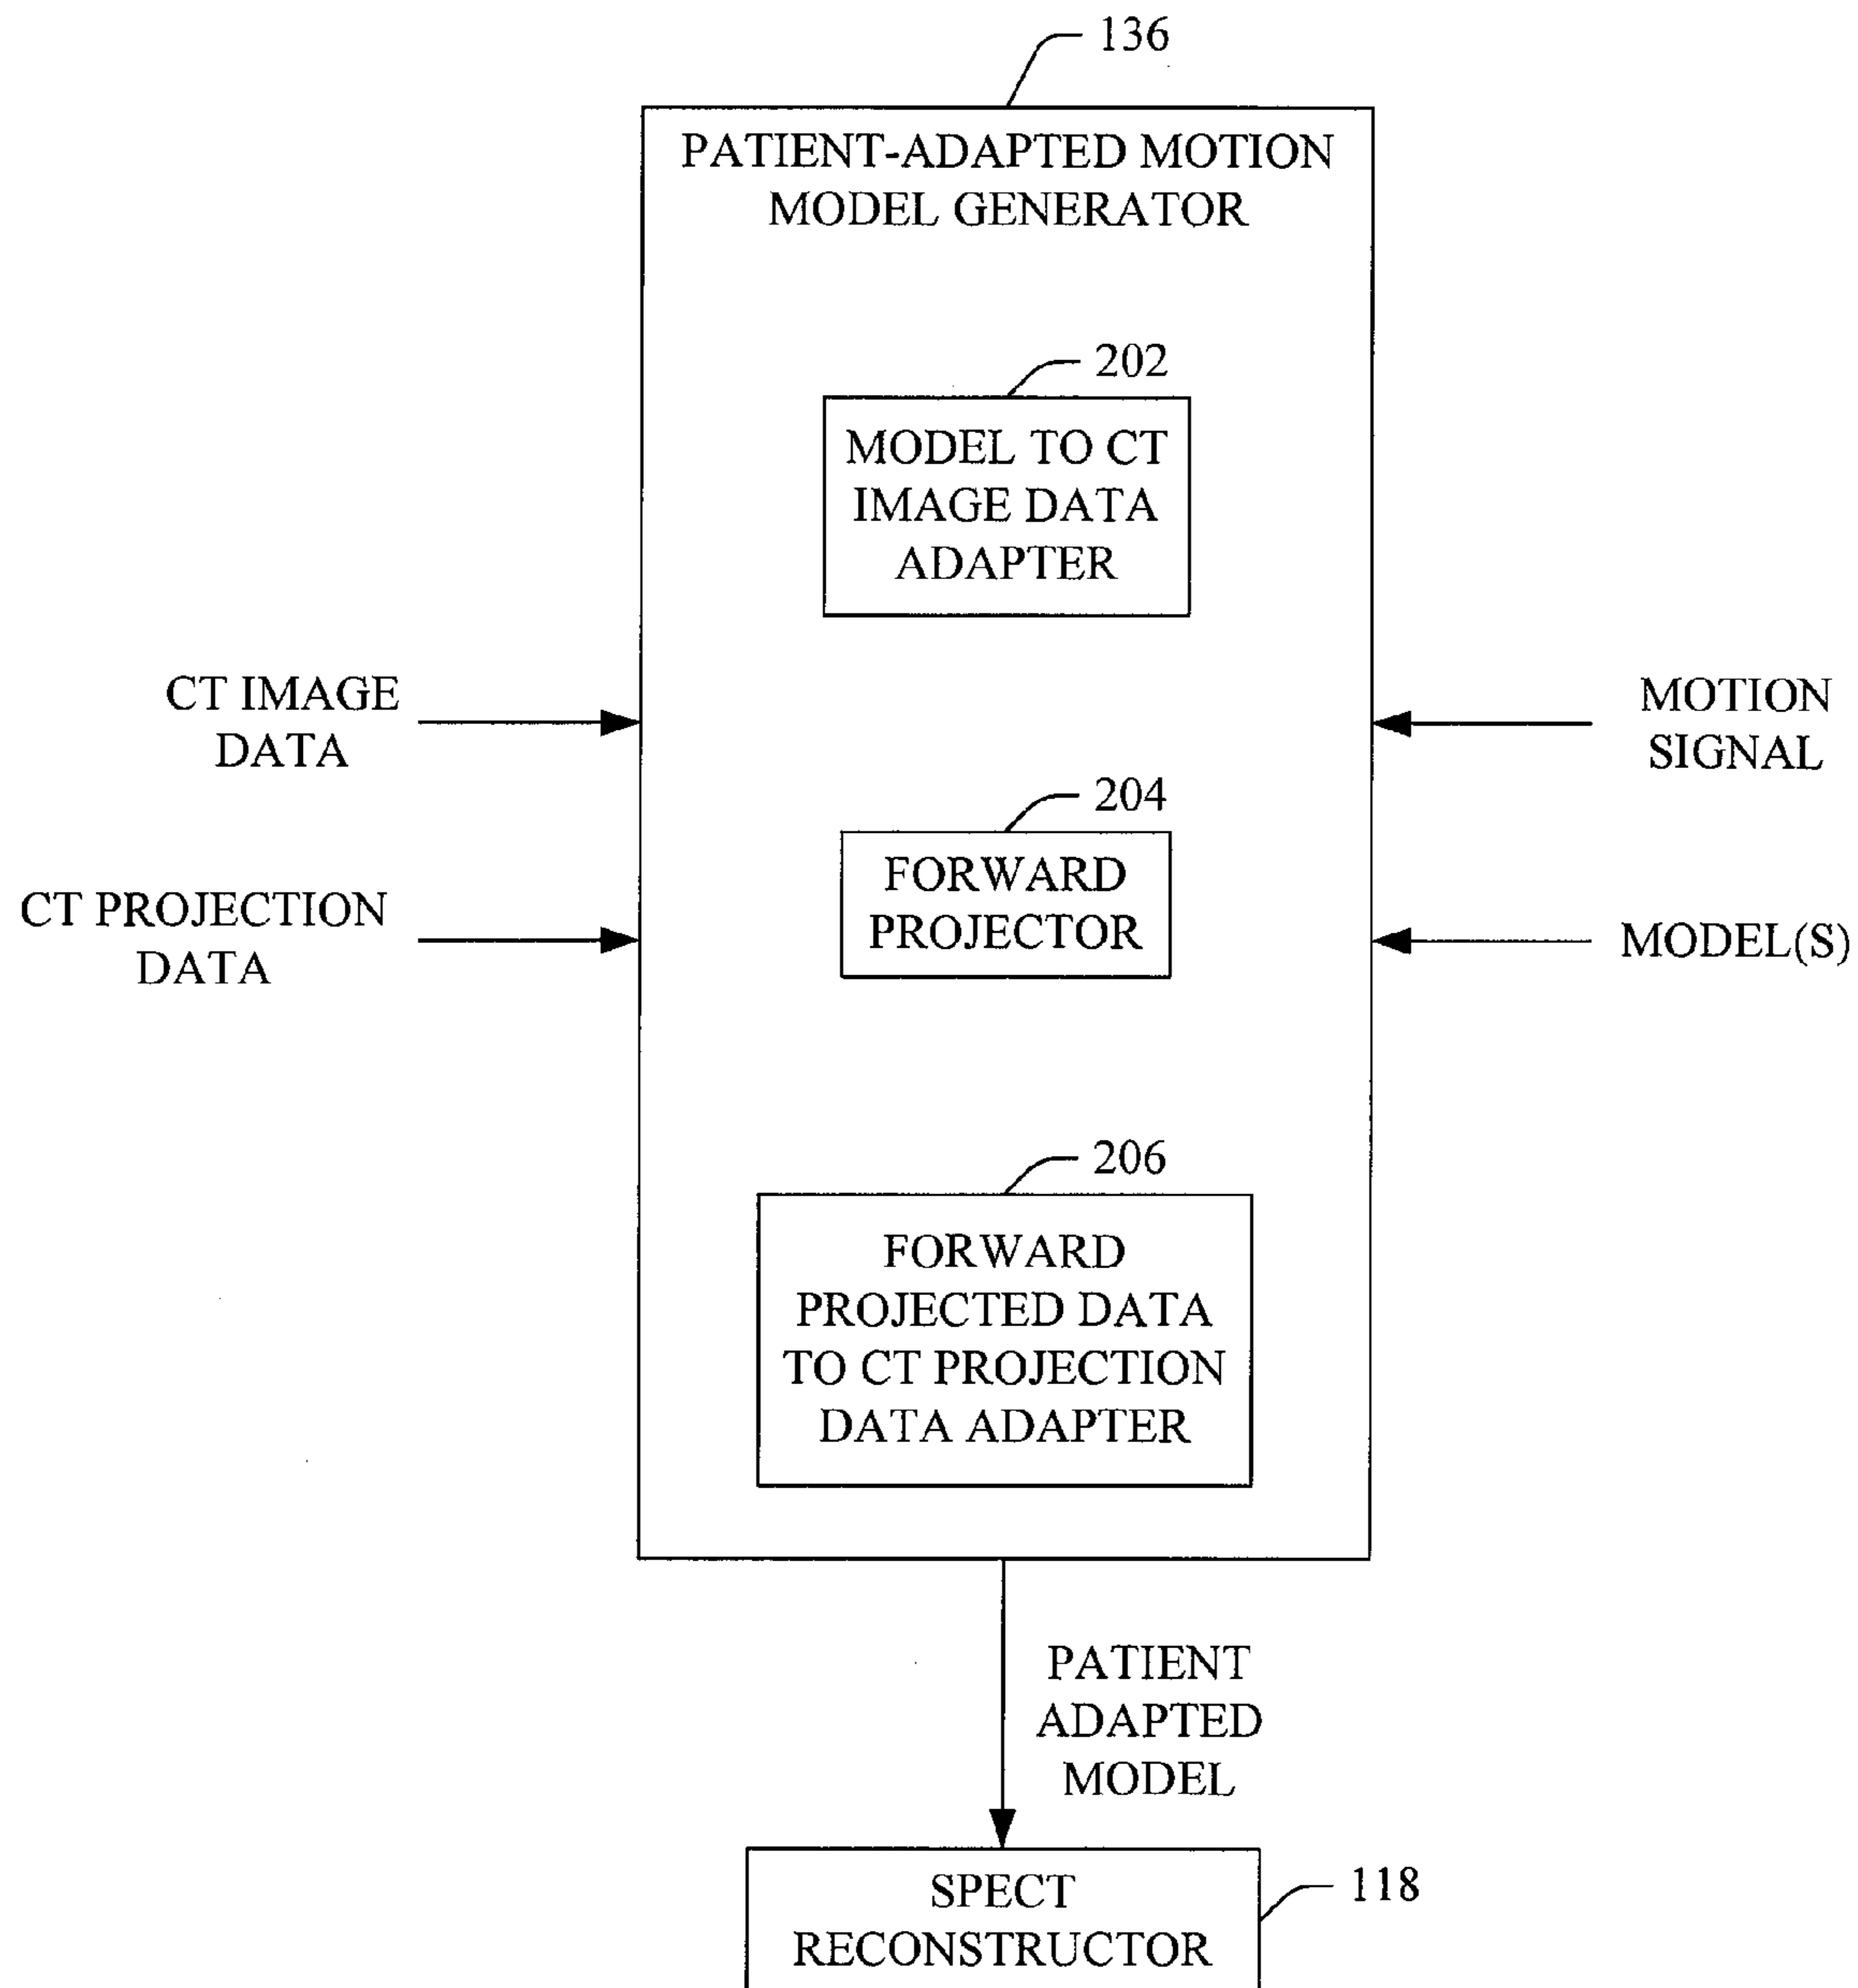 136
PATIENT-ADAPTED MOTION
MODEL GENERATOR
202
MODEL TO CT
IMAGE DATA
ADAPTER
CT IMAGE
DATA
MOTION
SIGNAL
204
FORWARD
PROJECTOR
CT PROJECTION
DATA
MODEL(S)
206
FORWARD
PROJECTED DATA
TO CT PROJECTION
DATA ADAPTER
PATIENT
ADAPTED
MODEL
SPECT
RECONSTRUCTOR
118